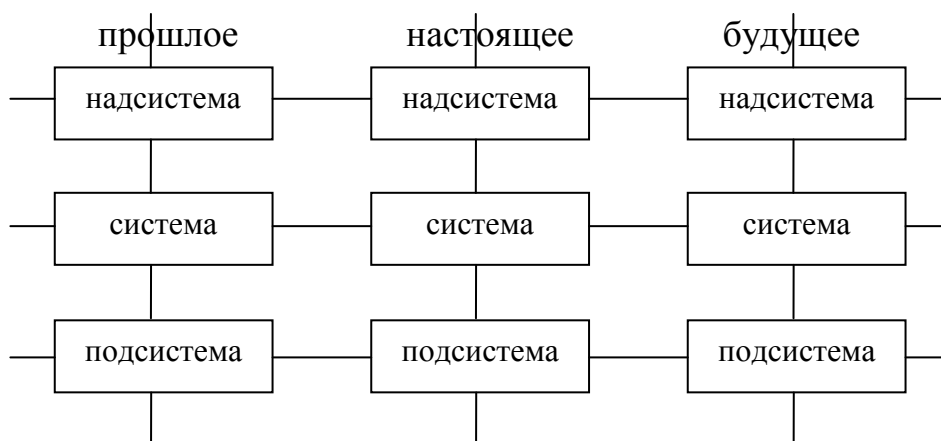 прошлое настоящее будущее
надсистема надсистема надсистема
система система система
подсистема подсистема подсистема